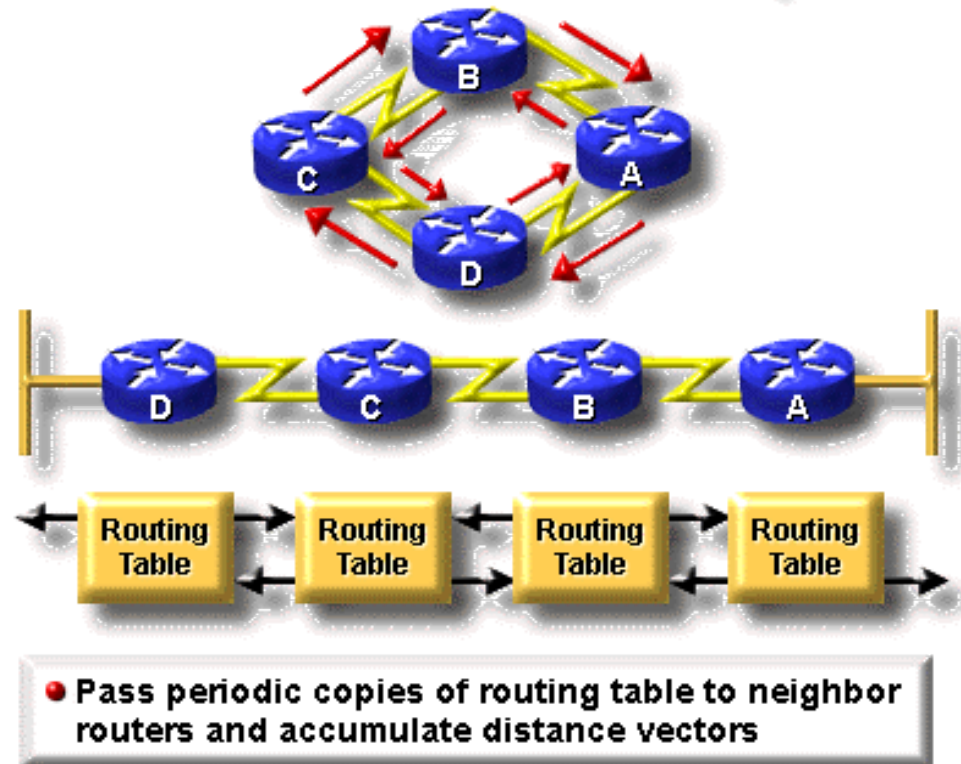 B
C
A
D
D
C
B
A
Routing
Table
Routing
Table
Routing
Table
Routing
Table
Pass periodic copies of routing table to neighbor
routers and accumulate distance vectors